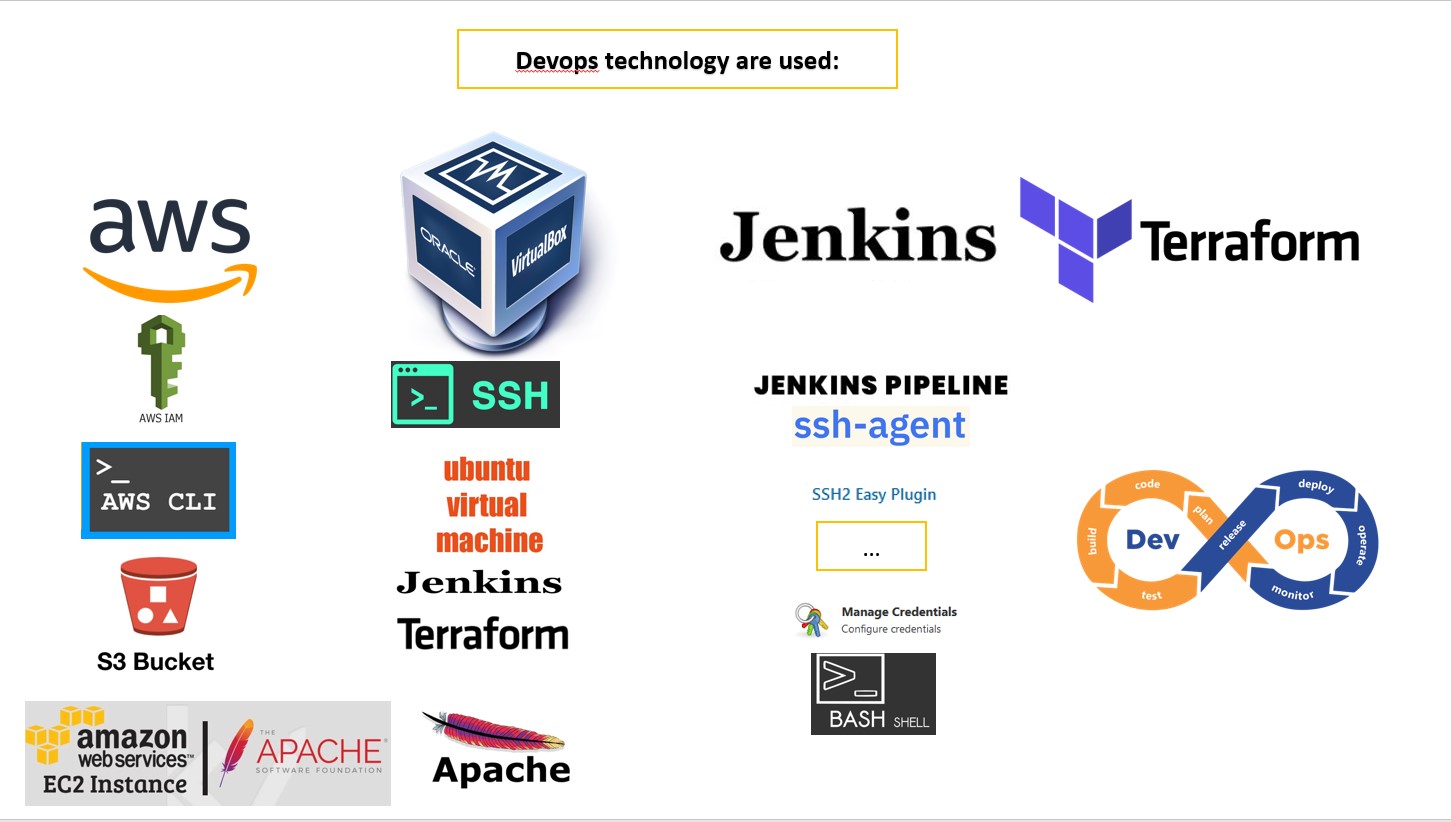 Devops technology are used:
aws
AWS IAM
>_
AWS CLI
S3 Bucket
amazon
web services™
EC2 Instance
THE
APACHE®
SOFTWARE FOUNDATION
ORACLE
VirtualBox
>_ SSH
ubuntu
virtual
machine
Jenkins
Terraform
Apache
Jenkins
JENKINS PIPELINE
ssh-agent
SSH2 Easy Plugin
...
Manage Credentials
Configure credentials
>_
BASH SHELL
Terraform
Dev
Ops
code
plan
build
test
release
deploy
operate
monitor